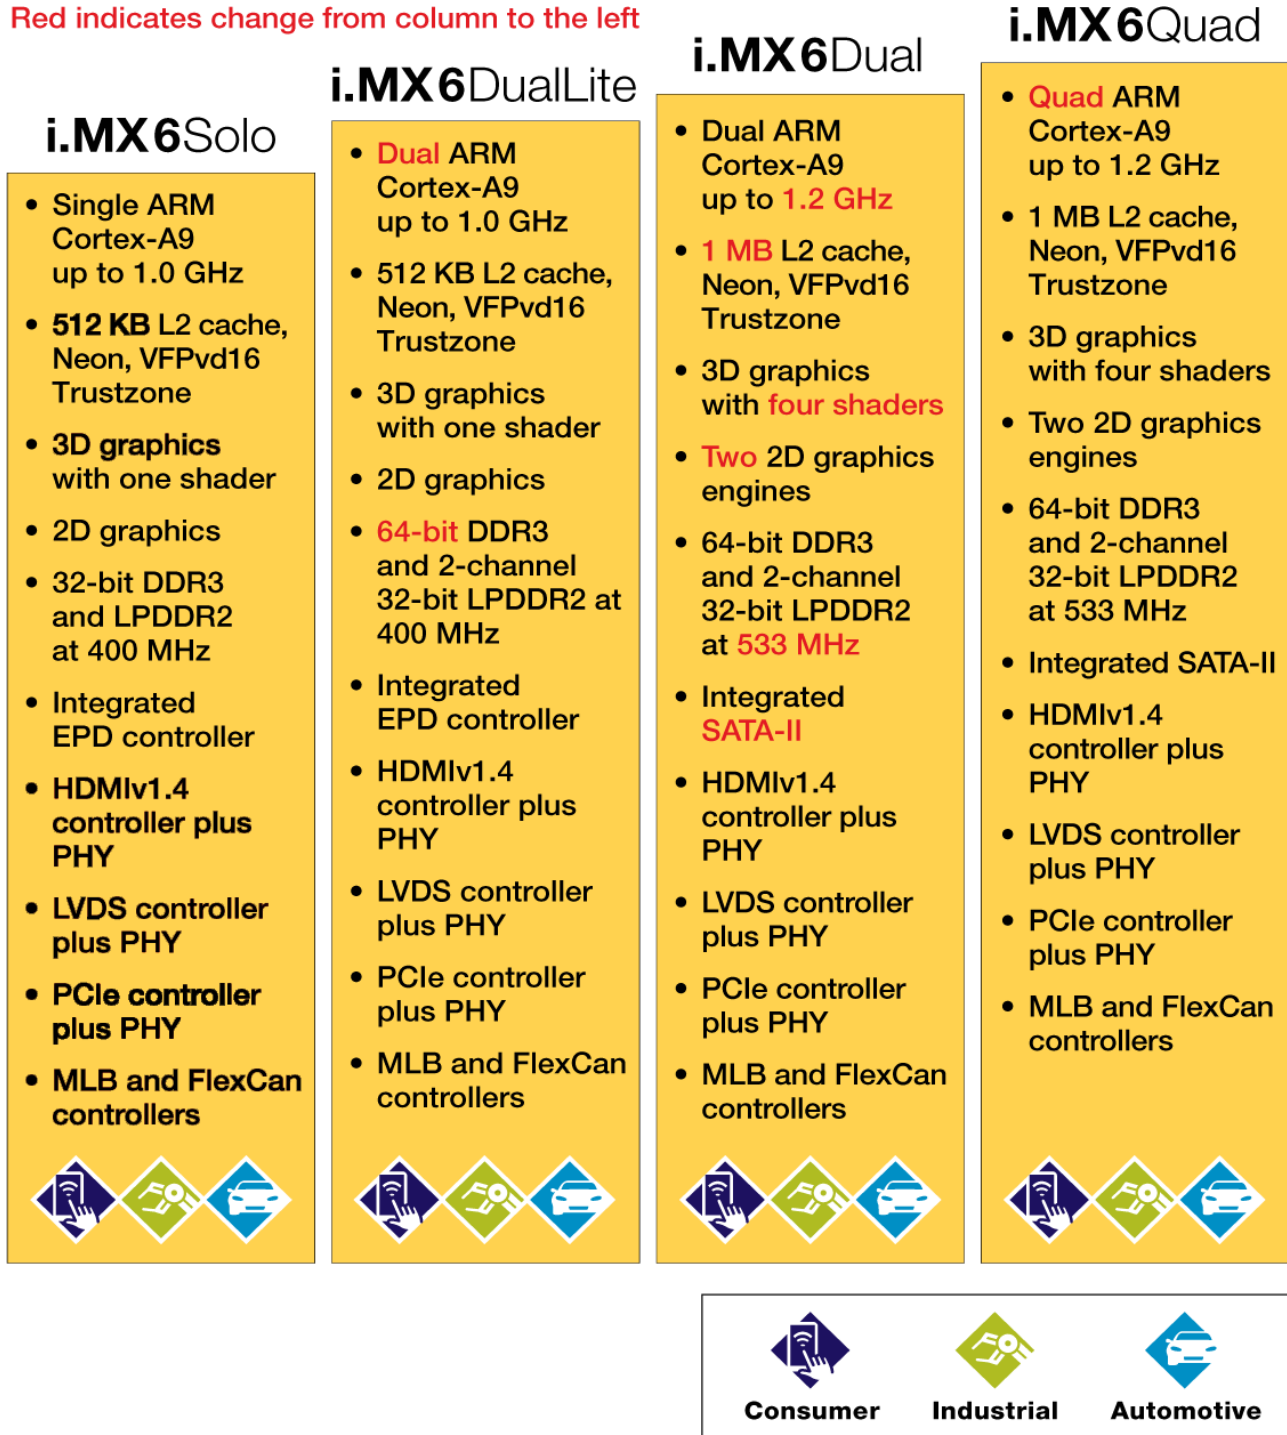 Red indicates change from column to the left
i.MX6Solo
• Single ARM
Cortex-A9
up to 1.0 GHz
• 512 KB L2 cache,
Neon, VFPvd16
Trustzone
• 3D graphics
with one shader
• 2D graphics
• 32-bit DDR3
and LPDDR2
at 400 MHz
• Integrated
EPD controller
• HDMIv1.4
controller plus
PHY
• LVDS controller
plus PHY
• PCIe controller
plus PHY
• MLB and FlexCan
controllers
i.MX6DualLite
• Dual ARM
Cortex-A9
up to 1.0 GHz
• 512 KB L2 cache,
Neon, VFPvd16
Trustzone
• 3D graphics
with one shader
• 2D graphics
• 64-bit DDR3
and 2-channel
32-bit LPDDR2 at
400 MHz
• Integrated
EPD controller
• HDMIv1.4
controller plus
PHY
• LVDS controller
plus PHY
• PCIe controller
plus PHY
• MLB and FlexCan
controllers
i.MX6Dual
• Dual ARM
Cortex-A9
up to 1.2 GHz
• 1 MB L2 cache,
Neon, VFPvd16
Trustzone
• 3D graphics
with four shaders
• Two 2D graphics
engines
• 64-bit DDR3
and 2-channel
32-bit LPDDR2
at 533 MHz
• Integrated
SATA-II
• HDMIv1.4
controller plus
PHY
• LVDS controller
plus PHY
• PCIe controller
plus PHY
• MLB and FlexCan
controllers
i.MX6Quad
• Quad ARM
Cortex-A9
up to 1.2 GHz
• 1 MB L2 cache,
Neon, VFPvd16
Trustzone
• 3D graphics
with four shaders
• Two 2D graphics
engines
• 64-bit DDR3
and 2-channel
32-bit LPDDR2
at 533 MHz
• Integrated SATA-II
• HDMIv1.4
controller plus
PHY
• LVDS controller
plus PHY
• PCIe controller
plus PHY
• MLB and FlexCan
controllers
Consumer
Industrial
Automotive